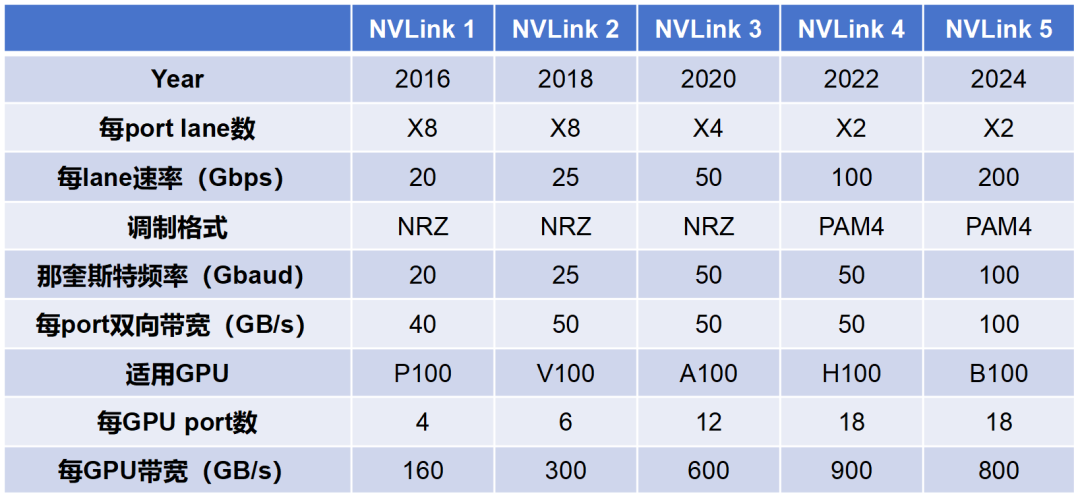 NVLink 1 NVLink 2 NVLink 3 NVLink 4 NVLink 5
Year 2016 2018 2020 2022 2024
每port lane数 X8 X8 X4 X2 X2
每lane速率（Gbps） 20 25 50 100 200
调制格式 NRZ NRZ NRZ PAM4 PAM4
那奎斯特频率（Gbaud） 20 25 50 50 100
每port双向带宽（GB/s） 40 50 50 50 100
适用GPU P100 V100 A100 H100 B100
每GPU port数 4 6 12 18 18
每GPU带宽（GB/s） 160 300 600 900 800